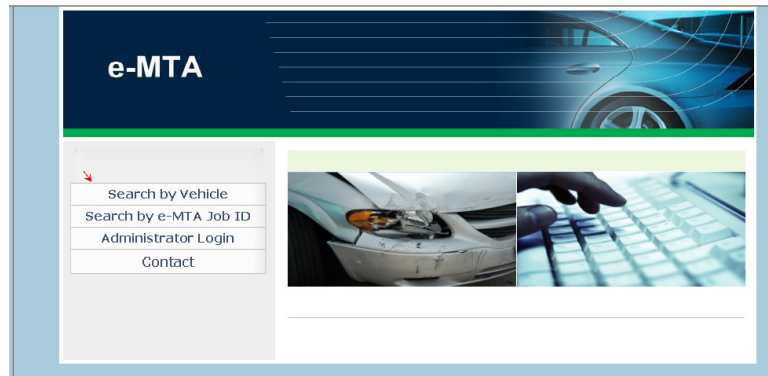 e-MTA
Search by Vehicle
Search by e-MTA Job ID
Administrator Login
Contact